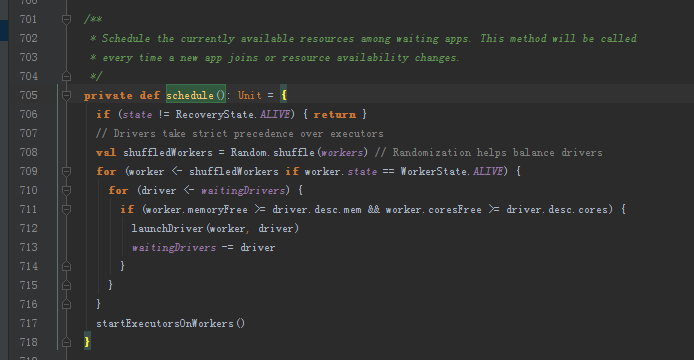 701 /**
702 * Schedule the currently available resources among waiting apps. This method will be called
703 * every time a new app joins or resource availability changes.
704 */
705 private def schedule(): Unit = {
706 if (state != RecoveryState.ALIVE) { return }
707 // Drivers take strict precedence over executors
708 val shuffledWorkers = Random.shuffle(workers) // Randomization helps balance drivers
709 for (worker <- shuffledWorkers if worker.state == WorkerState.ALIVE) {
710 for (driver <- waitingDrivers) {
711 if (worker.memoryFree >= driver.desc.mem && worker.coresFree >= driver.desc.cores) {
712 launchDriver(worker, driver)
713 waitingDrivers -= driver
714 }
715 }
716 }
717 startExecutorsOnWorkers()
718 }